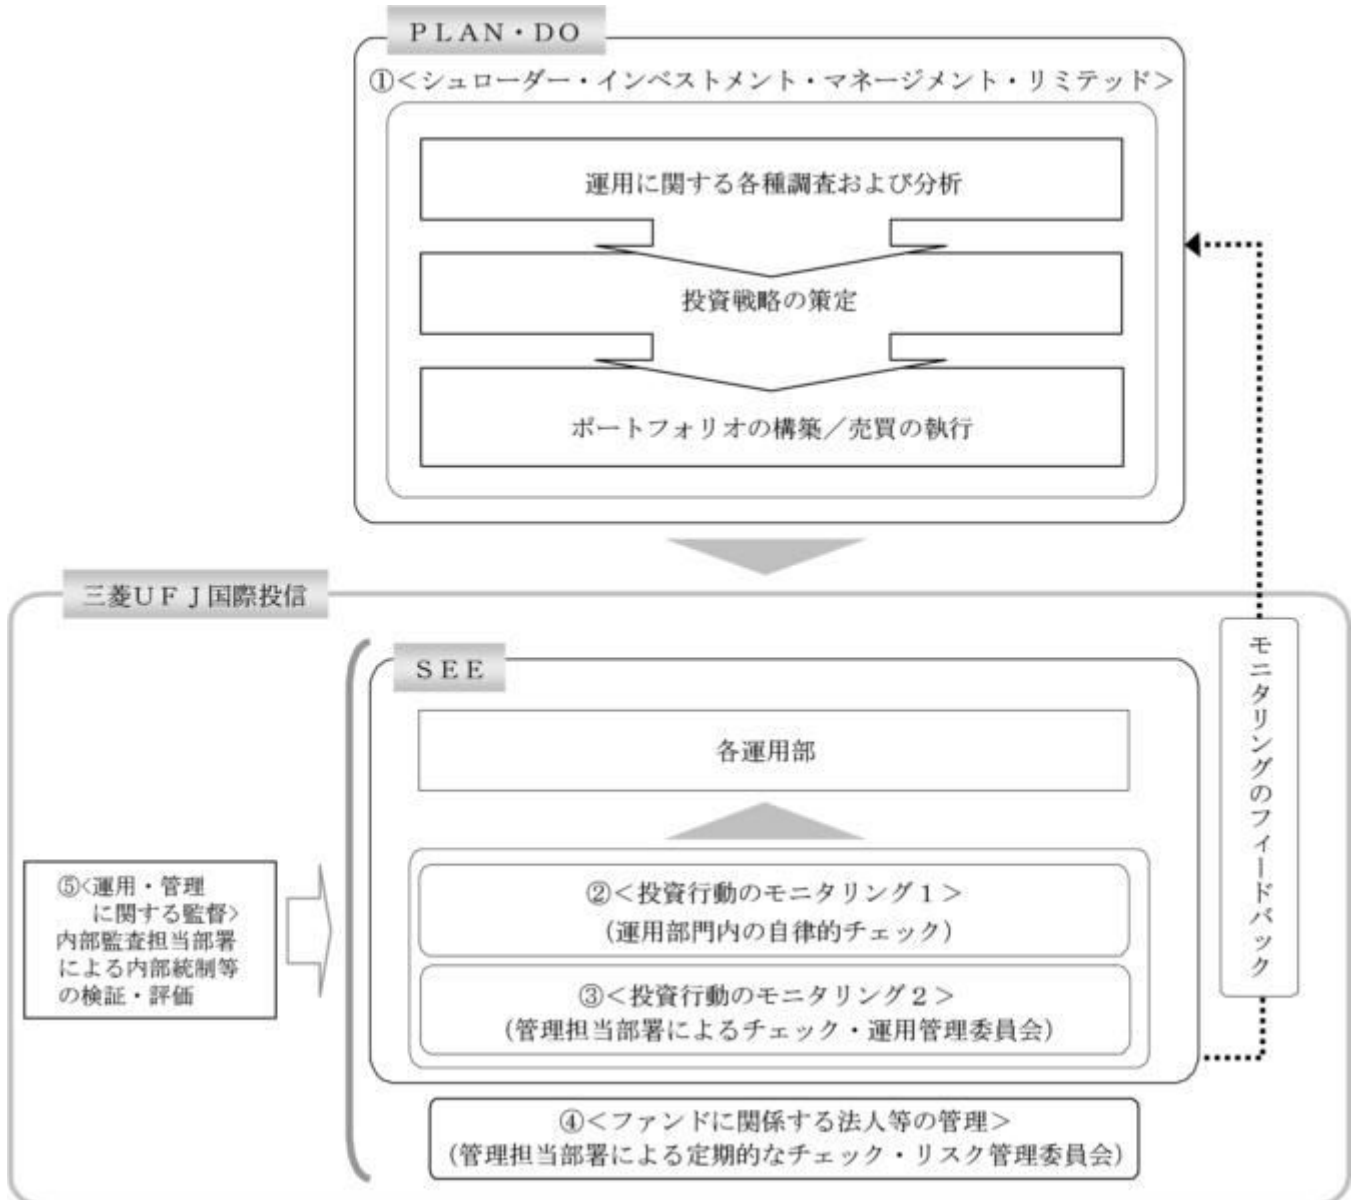 ＰＬＡＮ・ＤＯ
①＜シュローダー・インベストメント・マネージメント・リミテッド＞
運用に関する各種調査および分析
投資戦略の策定
ポートフォリオの構築／売買の執行
三菱ＵＦＪ国際投信
ＳＥＥ
各運用部
②＜投資行動のモニタリング１＞
（運用部門内の自律的チェック）
③＜投資行動のモニタリング２＞
（管理担当部署によるチェック・運用管理委員会）
④＜ファンドに関係する法人等の管理＞
（管理担当部署による定期的なチェック・リスク管理委員会）
⑤<運用・管理
に関する監督>
内部監査担当部署
による内部統制等
の検証・評価
モニタリングのフィードバック